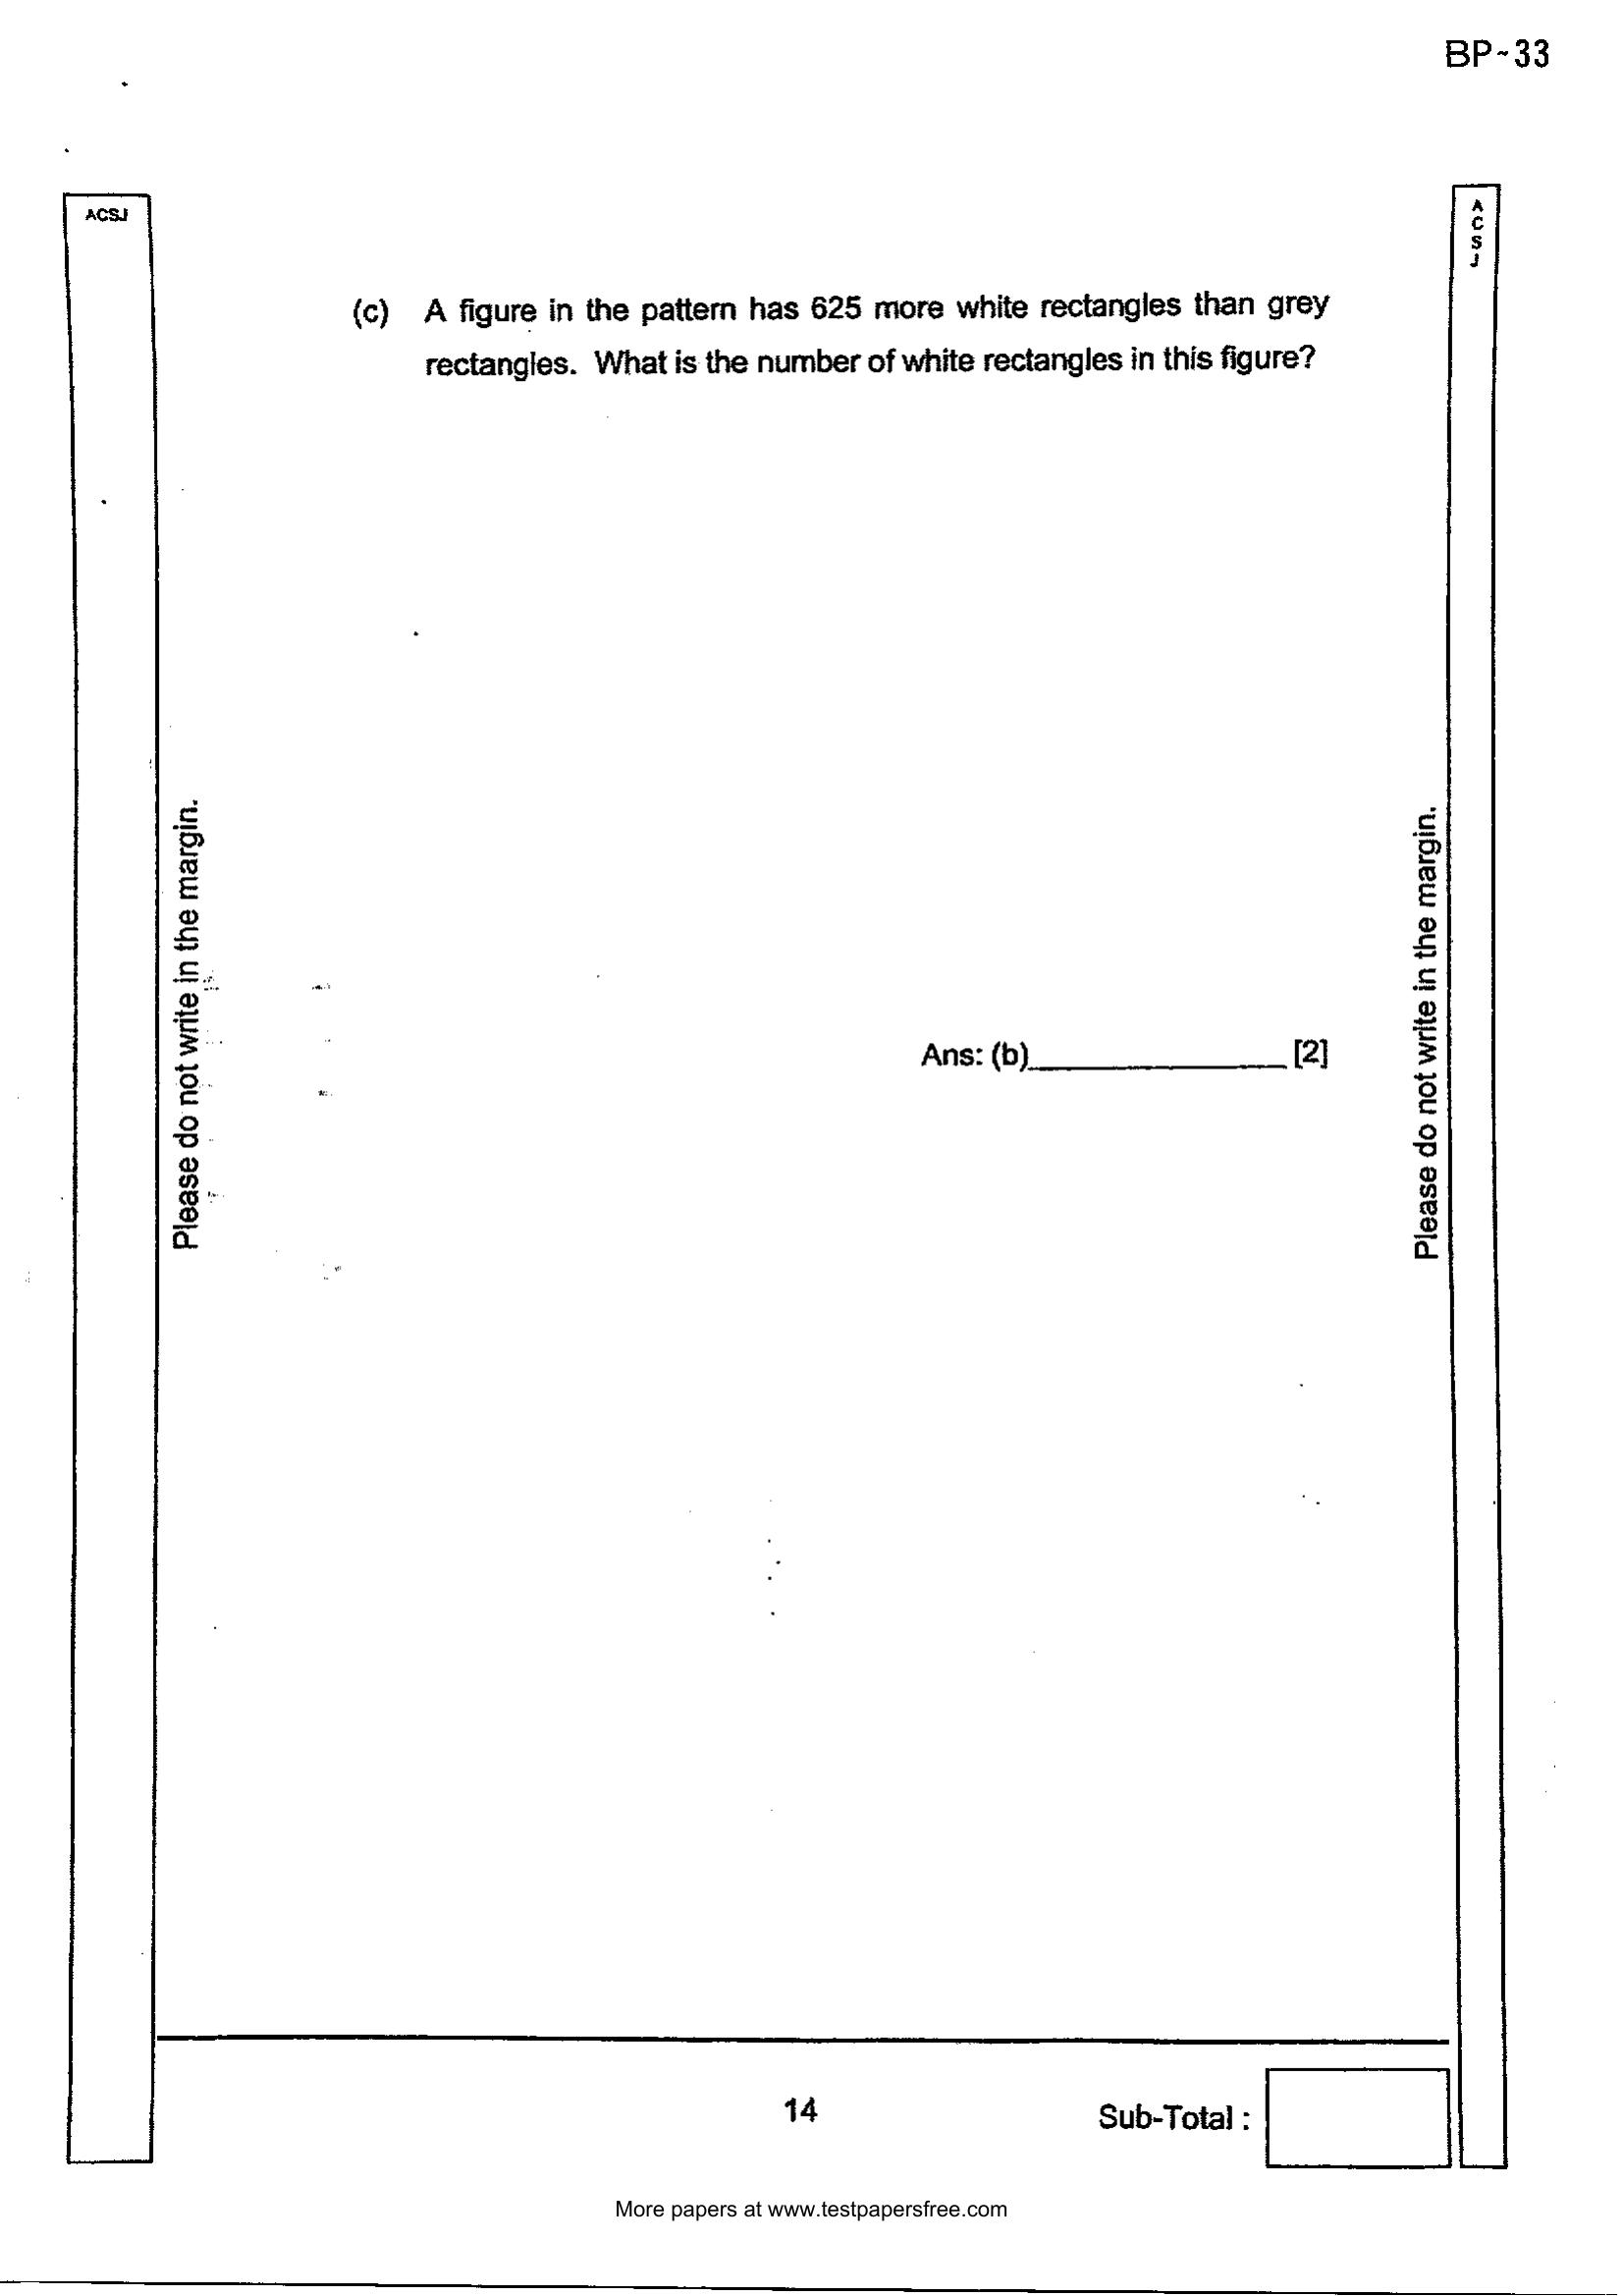 BP-33
ACSJ
A
C
S
J
(c) A figure in the pattern has 625 more white rectangles than grey
rectangles. What is the number of white rectangles in this figure?
Please do not write in the margin.
Please do not write in the margin.
Ans: (b)______________ [2]
14
Sub-Total :
More papers at www.testpapersfree.com